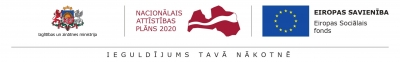 Izglītības un zinātnes ministrija
NACIONĀLAIS
ATTĪSTĪBAS
PLĀNS 2020
EIROPAS SAVIENĪBA
Eiropas Sociālais
fonds
IEGULDĪJUMS TAVĀ NĀKOTNĒ